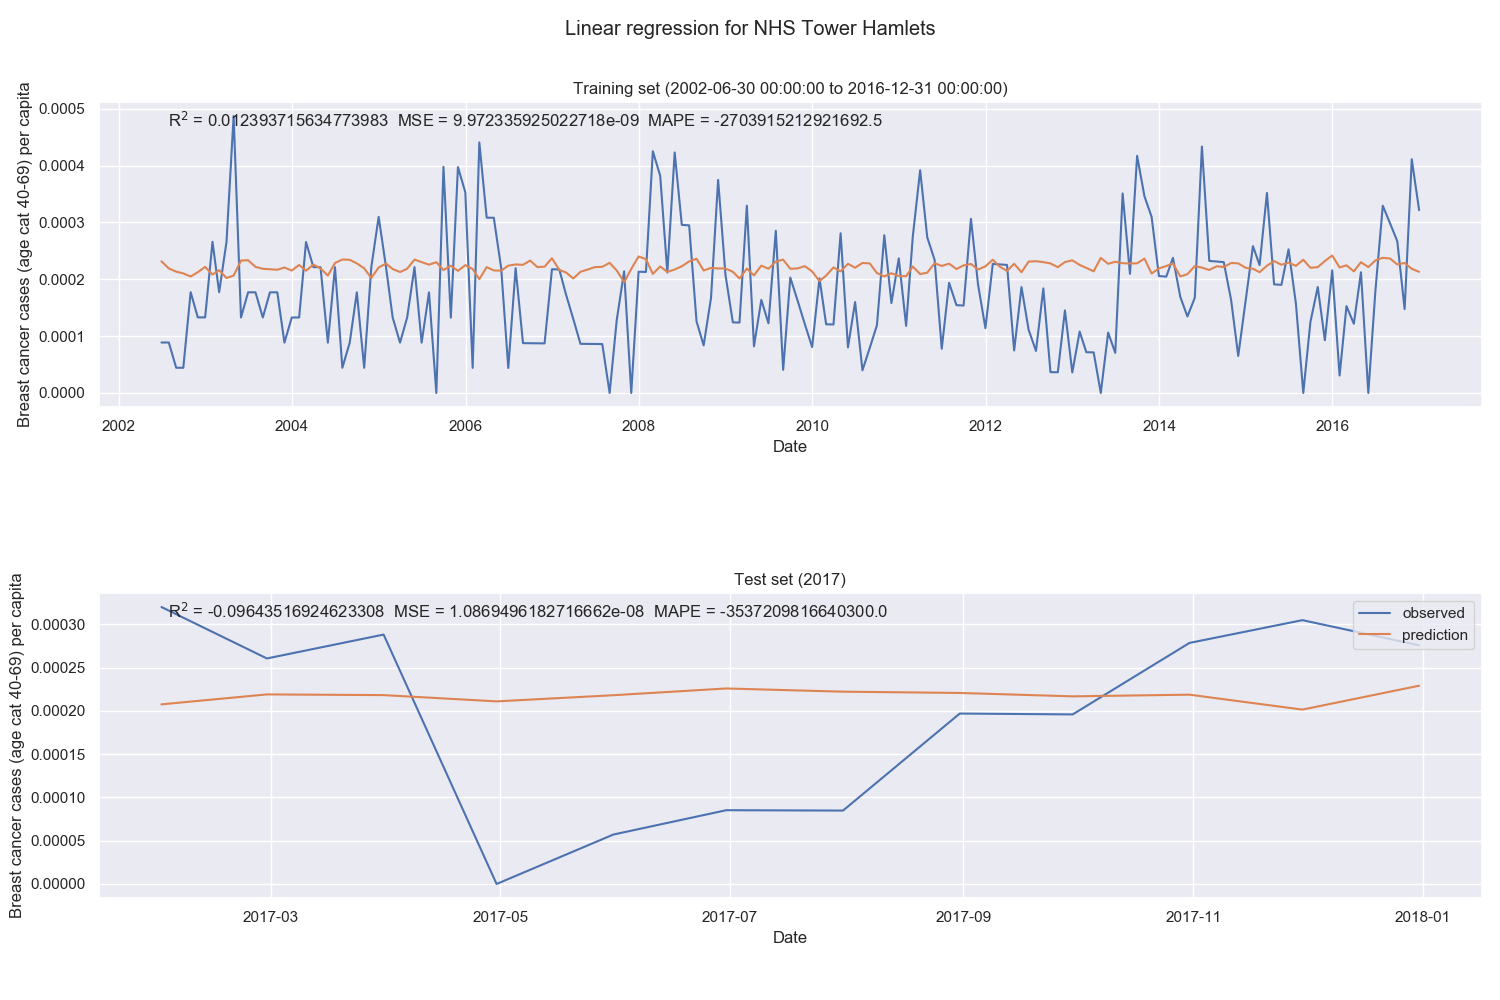 Linear regression for NHS Tower Hamlets
Training set (2002-06-30 00:00:00 to 2016-12-31 00:00:00)
R² = 0.012393715634773983 MSE = 9.972335925022718e-09 MAPE = -2703915212921692.5
Breast cancer cases (age cat 40-69) per capita
0.0005
0.0004
0.0003
0.0002
0.0001
0.0000
2002 2004 2006 2008 2010 2012 2014 2016
Date
Test set (2017)
R² = -0.09643516924623308 MSE = 1.0869496182716662e-08 MAPE = -3537209816640300.0
observed
prediction
Breast cancer cases (age cat 40-69) per capita
0.00030
0.00025
0.00020
0.00015
0.00010
0.00005
0.00000
2017-03 2017-05 2017-07 2017-09 2017-11 2018-01
Date